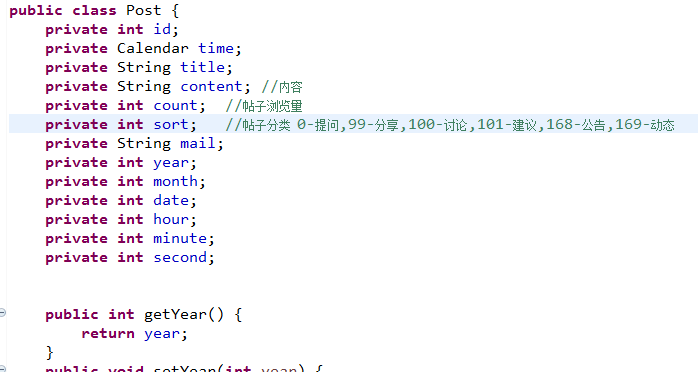 public class Post {
private int id;
private Calendar time;
private String title;
private String content; //内容
private int count;  //帖子浏览量
private int sort;   //帖子分类 0-提问,99-分享,100-讨论,101-建议,168-公告,169-动态
private String mail;
private int year;
private int month;
private int date;
private int hour;
private int minute;
private int second;
public int getYear() {
return year;
}
public void setYear(int year) {